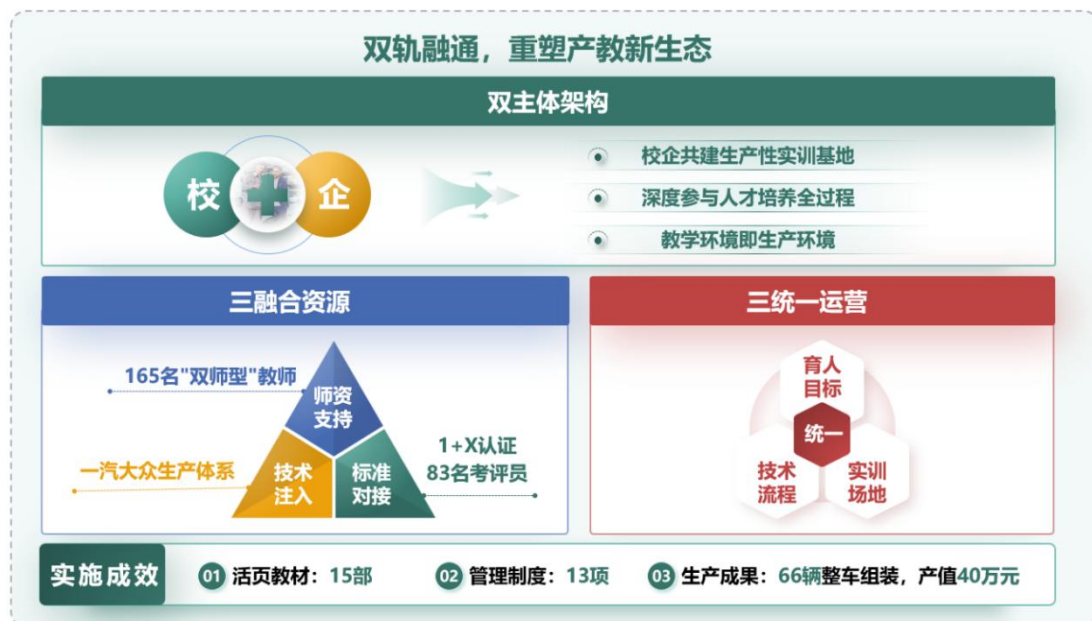 双轨融通，重塑产教新生态
双主体架构
校
企
校企共建生产性实训基地
深度参与人才培养全过程
教学环境即生产环境
三融合资源
165名"双师型"教师
师资
支持
一汽大众生产体系
技术
注入
标准
对接
1+X认证
83名考评员
三统一运营
育人
目标
统一
技术
流程
实训
场地
实施成效
01 活页教材：15部
02 管理制度：13项
03 生产成果：66辆整车组装，产值40万元